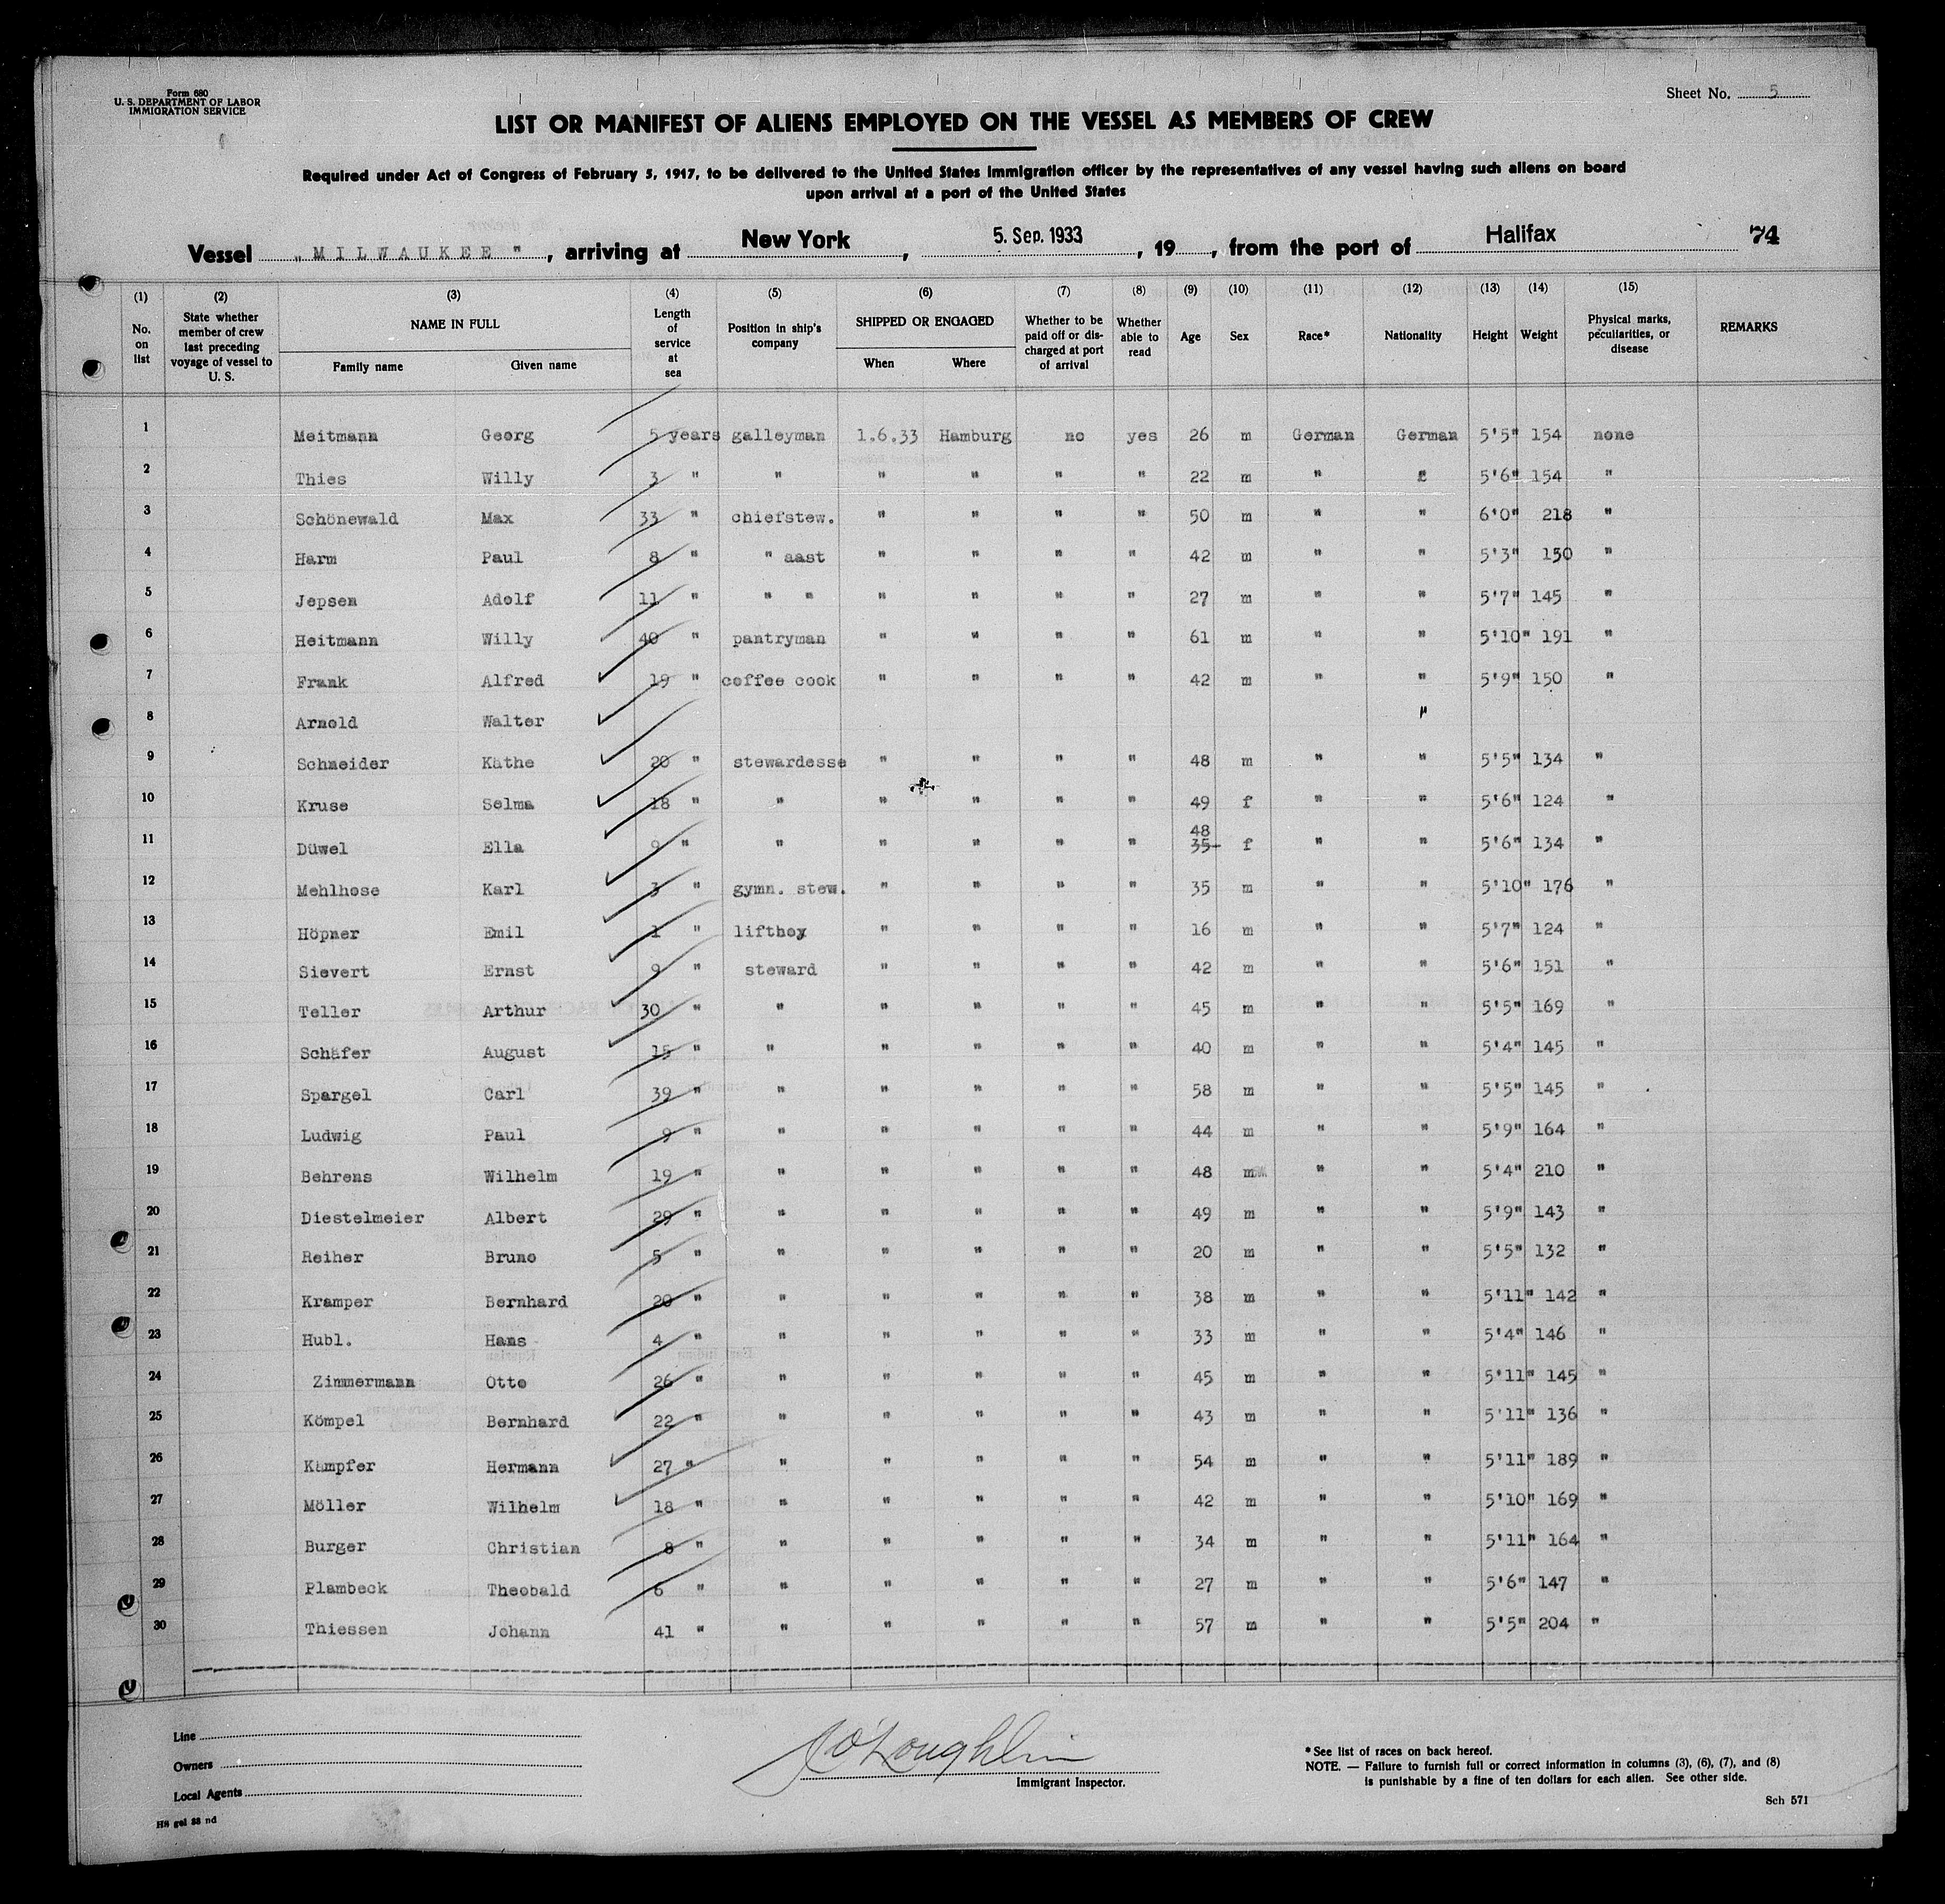 Form 680
U. S. DEPARTMENT OF LABOR
IMMIGRATION SERVICE
Sheet No. 5
LIST OR MANIFEST OF ALIENS EMPLOYED ON THE VESSEL AS MEMBERS OF CREW
Required under Act of Congress of February 5, 1917, to be delivered to the United States immigration officer by the representatives of any vessel having such aliens on board
upon arrival at a port of the United States
Vessel „MILWAUKEE", arriving at New York, 5. Sep. 1933, 19, from the port of Halifax 74
(1) No. on list (2) State whether member of crew last preceding voyage of vessel to U. S. (3) NAME IN FULL Family name Given name (4) Length of service at sea (5) Position in ship's company (6) SHIPPED OR ENGAGED When Where (7) Whether to be paid off or discharged at port of arrival (8) Whether able to read (9) Age (10) Sex (11) Race* (12) Nationality (13) Height (14) Weight (15) Physical marks, peculiarities, or disease REMARKS
1 Meitmann Georg 5 years galleyman 1.6.33 Hamburg no yes 26 m German German 5'5" 154 none
2 Thies Willy 3 " " " " " " 22 m " " 5'6" 154 "
3 Schönewald Max 33 " chiefstew. " " " " 50 m " " 6'0" 218 "
4 Harm Paul 8 " " aast " " " " 42 m " " 5'3" 150 "
5 Jepsen Adolf 11 " " " " " " " 27 m " " 5'7" 145 "
6 Heitmann Willy 40 " pantryman " " " " 61 m " " 5'10" 191 "
7 Frank Alfred 19 " coffee cook " " " " 42 m " " 5'9" 150 "
8 Arnold Walter "
9 Schneider Käthe 20 " stewardesse " " " " 48 m " " 5'5" 134 "
10 Kruse Selma 18 " " " " " " 49 f " " 5'6" 124 "
11 Düwel Ella 9 " " " " " " 48 35 f " " 5'6" 134 "
12 Mehlhose Karl 3 " gymn. stew. " " " " 35 m " " 5'10" 176 "
13 Höpner Emil 1 " liftboy " " " " 16 m " " 5'7" 124 "
14 Sievert Ernst 9 " steward " " " " 42 m " " 5'6" 151 "
15 Teller Arthur 30 " " " " " " 45 m " " 5'5" 169 "
16 Schäfer August 15 " " " " " " 40 m " " 5'4" 145 "
17 Spargel Carl 39 " " " " " " 58 m " " 5'5" 145 "
18 Ludwig Paul 9 " " " " " " 44 m " " 5'9" 164 "
19 Behrens Wilhelm 19 " " " " " " 48 m " " 5'4" 210 "
20 Diestelmeier Albert 29 " " " " " " 49 m " " 5'9" 143 "
21 Reiher Bruno 5 " " " " " " 20 m " " 5'5" 132 "
22 Kramper Bernhard 20 " " " " " " 38 m " " 5'11" 142 "
23 Hubl. Hans 4 " " " " " " 33 m " " 5'4" 146 "
24 Zimmermann Otto 26 " " " " " " 45 m " " 5'11" 145 "
25 Kömpel Bernhard 22 " " " " " " 43 m " " 5'11" 136 "
26 Kämpfer Hermann 27 " " " " " " 54 m " " 5'11" 189 "
27 Möller Wilhelm 18 " " " " " " 42 m " " 5'10" 169 "
28 Burger Christian 8 " " " " " " 34 m " " 5'11" 164 "
29 Plambeck Theobald 6 " " " " " " 27 m " " 5'6" 147 "
30 Thiessen Johann 41 " " " " " " 57 m " " 5'5" 204 "
Line
Owners
Local Agents
O'Loughlin
Immigrant Inspector.
*See list of races on back hereof.
NOTE. — Failure to furnish full or correct information in columns (3), (6), (7), and (8)
is punishable by a fine of ten dollars for each alien. See other side.
Sch 571